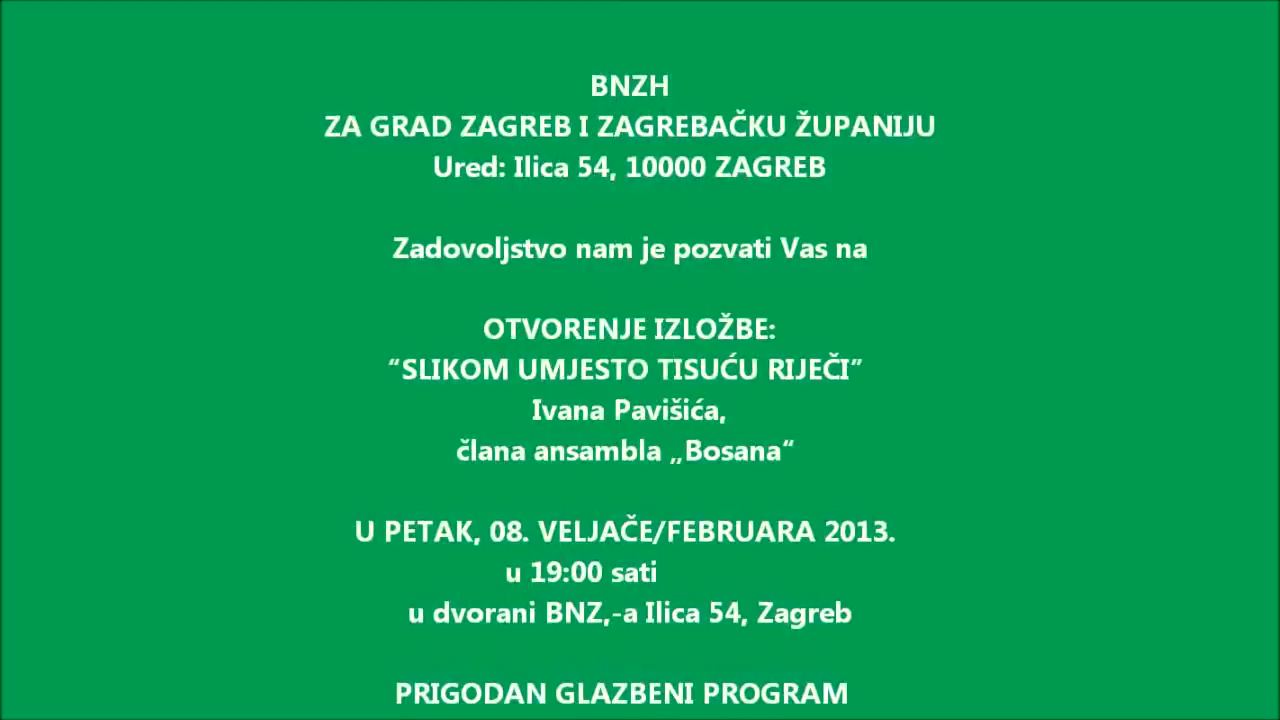 BNZH
ZA GRAD ZAGREB I ZAGREBAČKU ŽUPANIJU
Ured: Ilica 54, 10000 ZAGREB
Zadovoljstvo nam je pozvati Vas na
OTVORENJE IZLOŽBE:
“SLIKOM UMJESTO TISUĆU RIJEČI”
Ivana Pavišića,
člana ansambla „Bosana“
U PETAK, 08. VELJAČE/FEBRUARA 2013.
u 19:00 sati
u dvorani BNZ,-a Ilica 54, Zagreb
PRIGODAN GLAZBENI PROGRAM